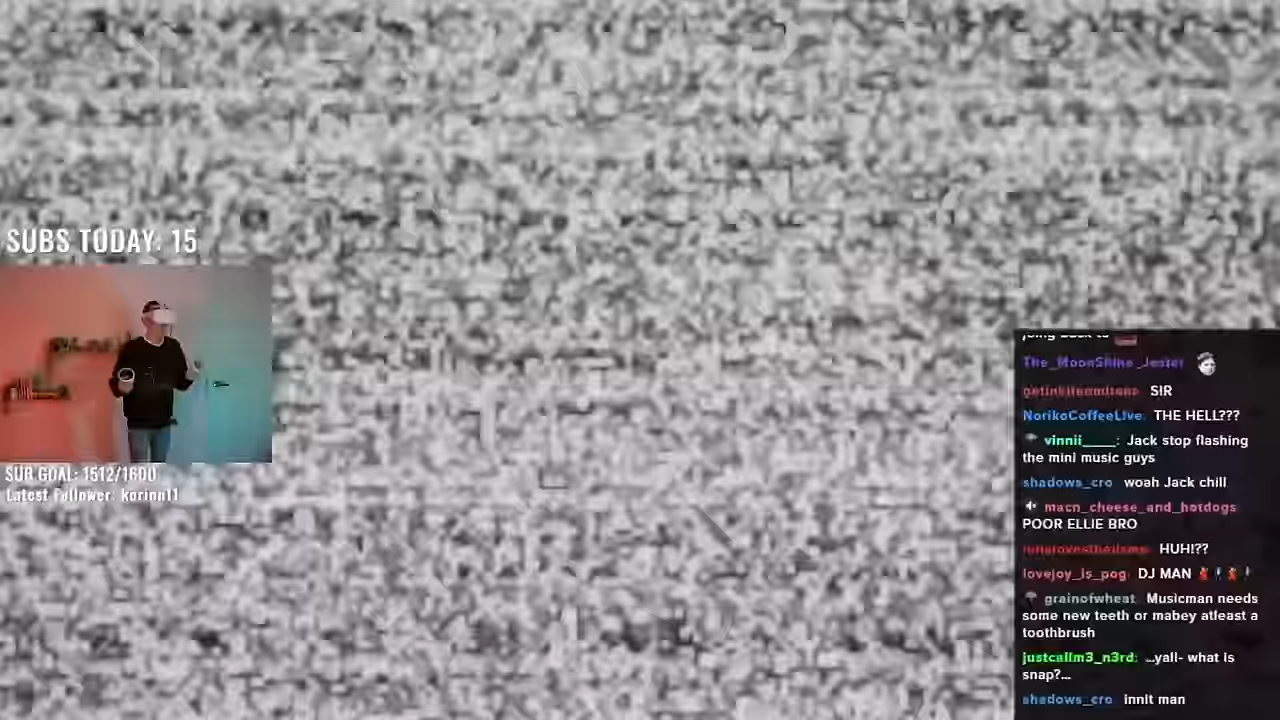 SUBS TODAY: 15
SUB GOAL: 1512/1600
Latest Follower: korinn11
The_MoonShine_Jester
SIR
NorikoCoffeeLive: THE HELL???
vinnii____: Jack stop flashing
the mini music guys
shadows_cro woah Jack chill
macn_cheese_and_hotdogs
POOR ELLIE BRO
HUH!??
lovejoy_is_pog: DJ MAN
grainofwheat: Musicman needs
some new teeth or mabey atleast a
toothbrush
justcallm3_n3rd: ...yall- what is
snap?...
shadows_cro innit man